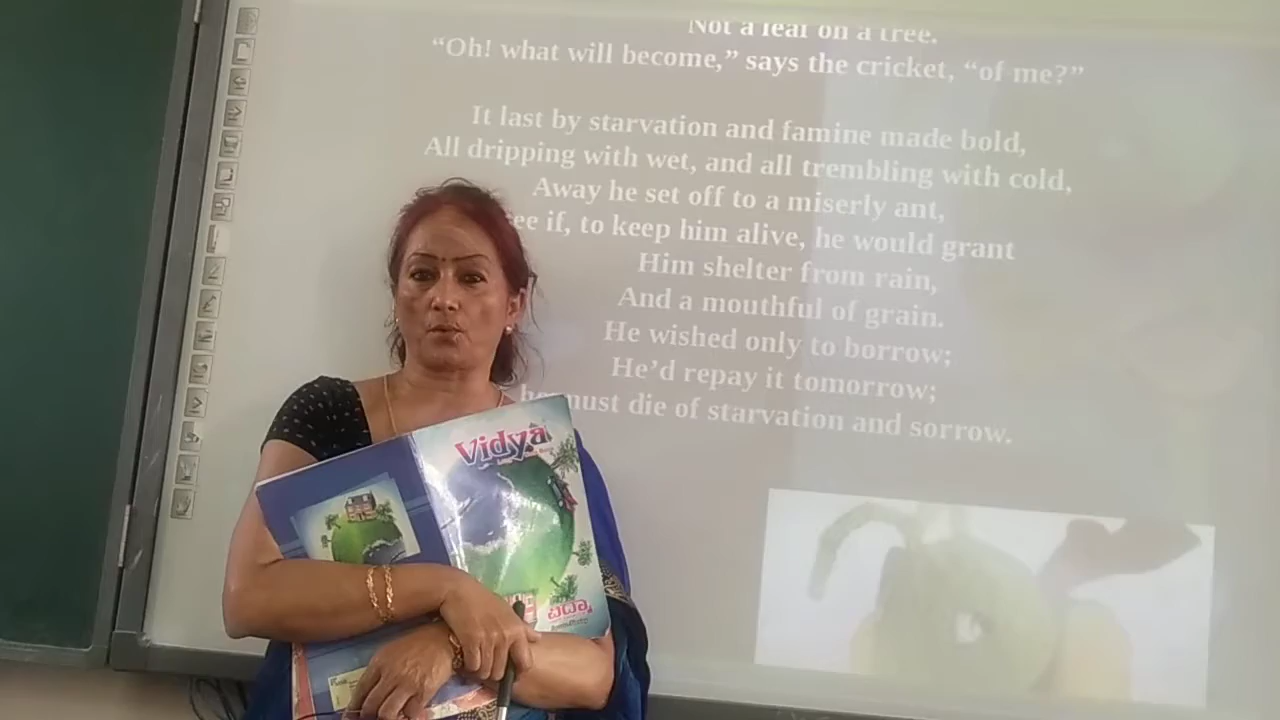 Not a leaf on a tree.
“Oh! what will become,” says the cricket, “of me?”
It last by starvation and famine made bold,
All dripping with wet, and all trembling with cold,
Away he set off to a miserly ant,
see if, to keep him alive, he would grant
Him shelter from rain,
And a mouthful of grain.
He wished only to borrow;
He’d repay it tomorrow;
he must die of starvation and sorrow.
Vidya
ವಿದ್ಯಾ